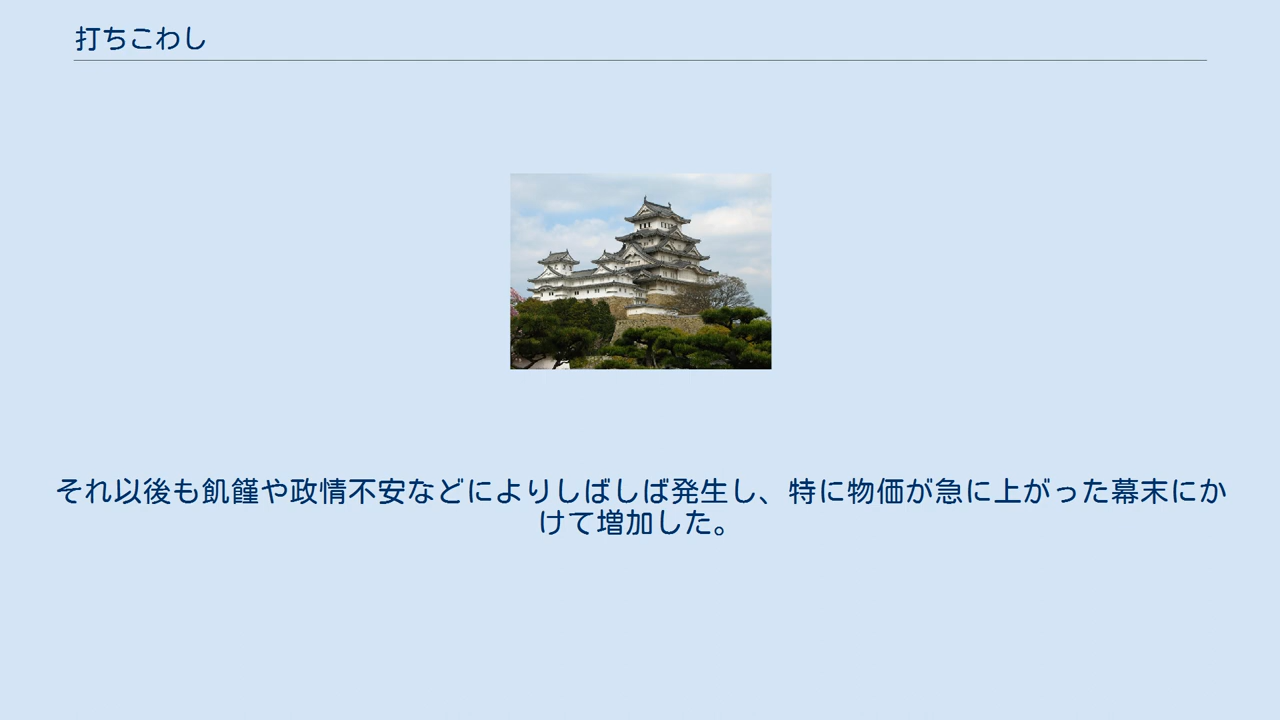 打ちこわし
それ以後も飢饉や政情不安などによりしばしば発生し、特に物価が急に上がった幕末にか
けて増加した。